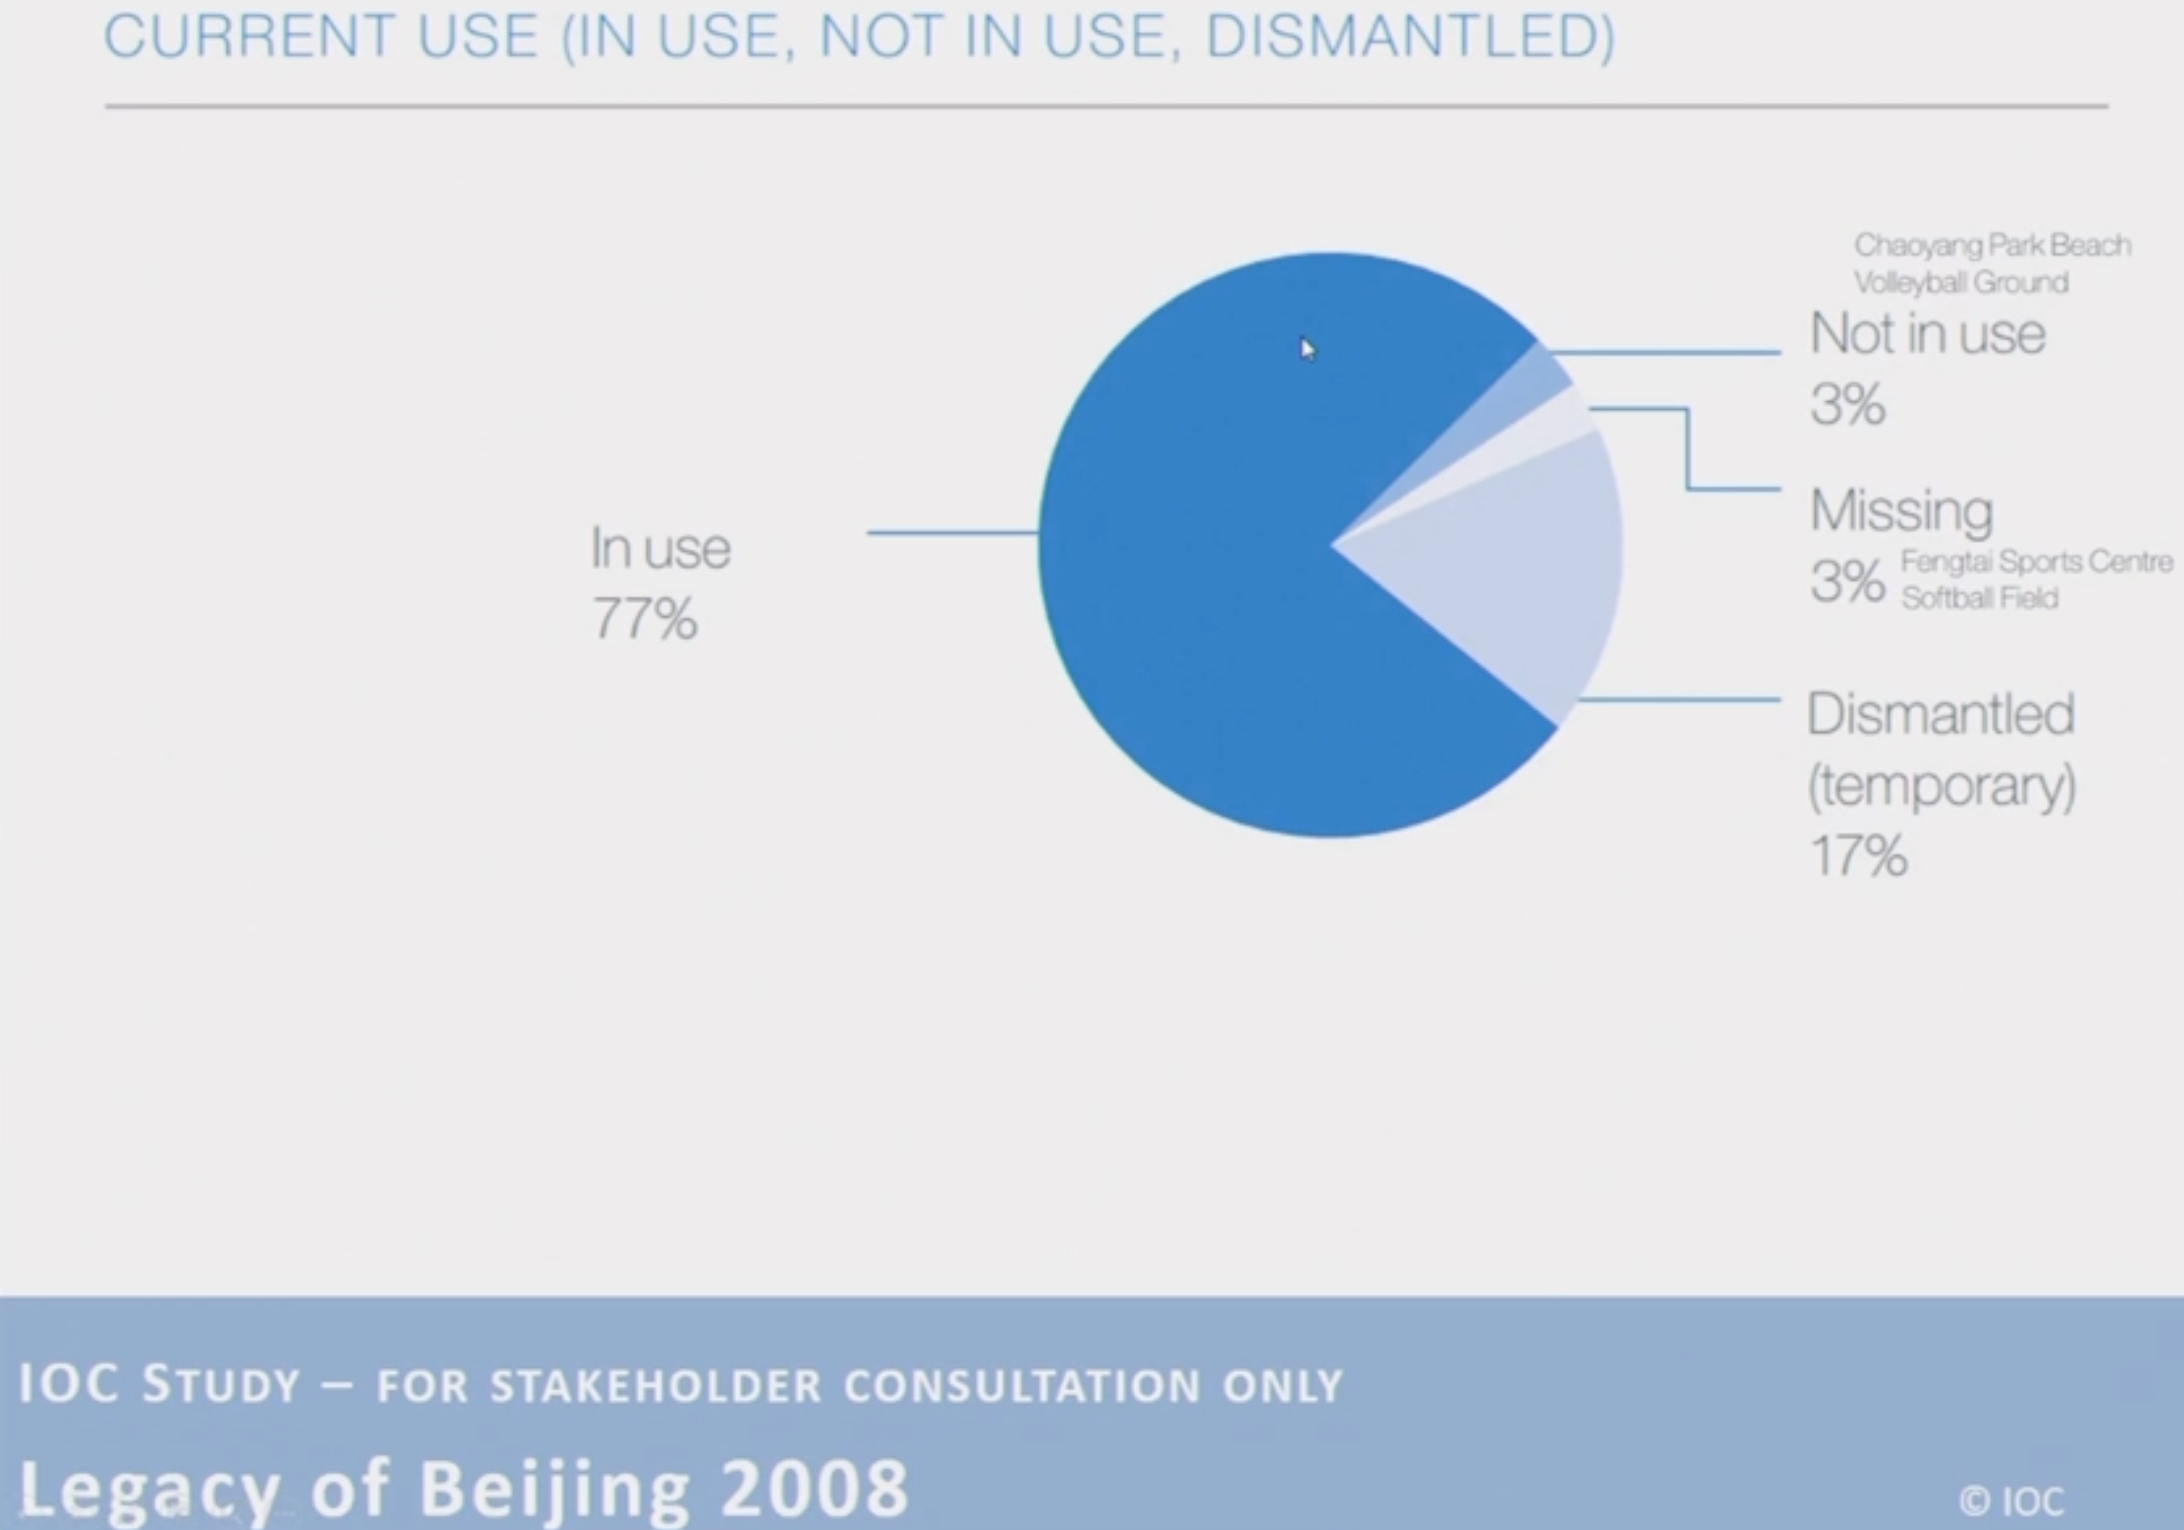 CURRENT USE (IN USE, NOT IN USE, DISMANTLED)
Chaoyang Park Beach
Volleyball Ground
Not in use
3%
In use
77%
Missing
3% Fengtai Sports Centre
Softball Field
Dismantled
(temporary)
17%
IOC STUDY – FOR STAKEHOLDER CONSULTATION ONLY
Legacy of Beijing 2008
© IOC